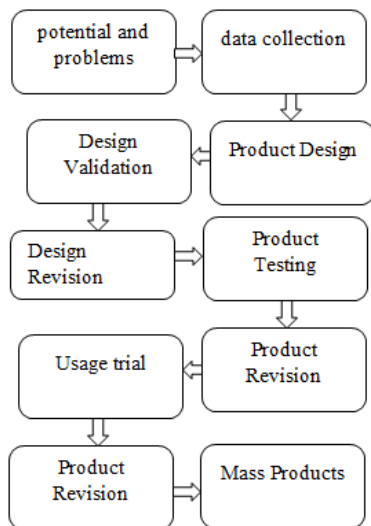 potential and
problems
data collection
Product Design
Design
Validation
Design
Revision
Product
Testing
Product
Revision
Usage trial
Product
Revision
Mass Products